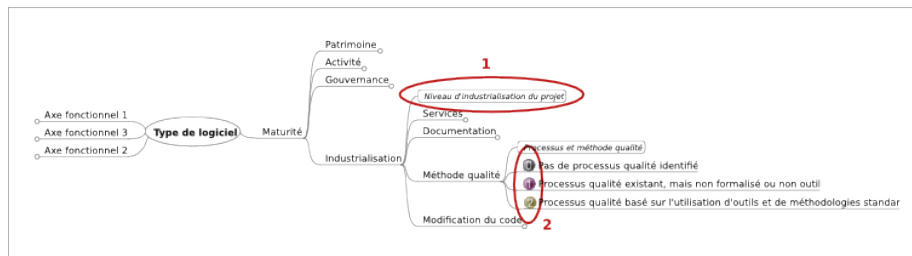 Patrimoine
Activité
Gouvernance
1
Niveau d'industrialisation du projet
Axe fonctionnel 1
Services
Axe fonctionnel 3
Type de logiciel
Maturité
Documentation
Axe fonctionnel 2
Industrialisation
Processus et méthode qualité
0 Pas de processus qualité identifié
Méthode qualité
1 Processus qualité existant, mais non formalisé ou non outil
2 Processus qualité basé sur l'utilisation d'outils et de méthodologies standar
Modification du code
2